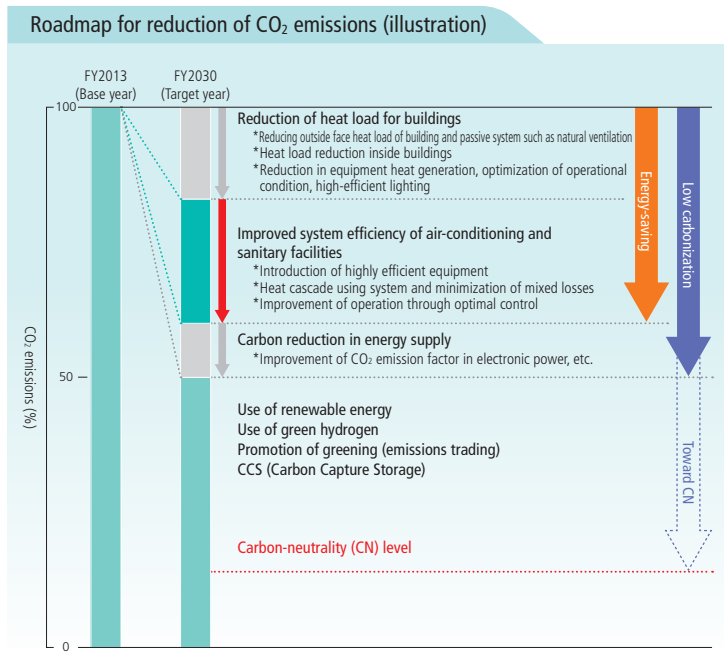 Roadmap for reduction of CO₂ emissions (illustration)
FY2013
(Base year)
FY2030
(Target year)
100
50
0
CO₂ emissions (%)
Reduction of heat load for buildings
*Reducing outside face heat load of building and passive system such as natural ventilation
*Heat load reduction inside buildings
*Reduction in equipment heat generation, optimization of operational
condition, high-efficient lighting
Improved system efficiency of air-conditioning and
sanitary facilities
*Introduction of highly efficient equipment
*Heat cascade using system and minimization of mixed losses
*Improvement of operation through optimal control
Carbon reduction in energy supply
*Improvement of CO₂ emission factor in electronic power, etc.
Use of renewable energy
Use of green hydrogen
Promotion of greening (emissions trading)
CCS (Carbon Capture Storage)
Carbon-neutrality (CN) level
Energy-saving
Low carbonization
Toward CN